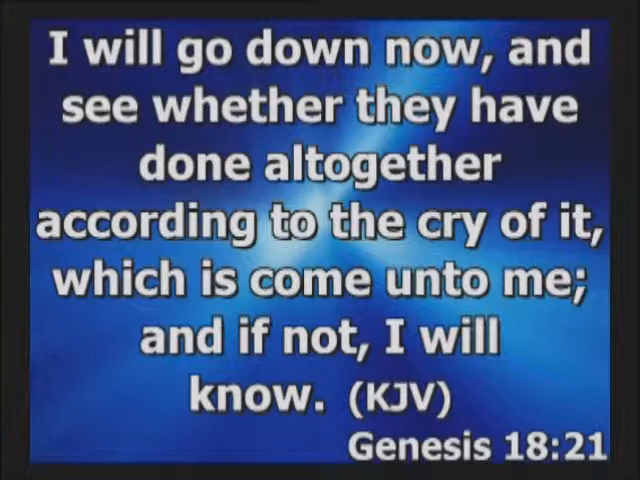 I will go down now, and
see whether they have
done altogether
according to the cry of it,
which is come unto me;
and if not, I will
know. (KJV)
Genesis 18:21